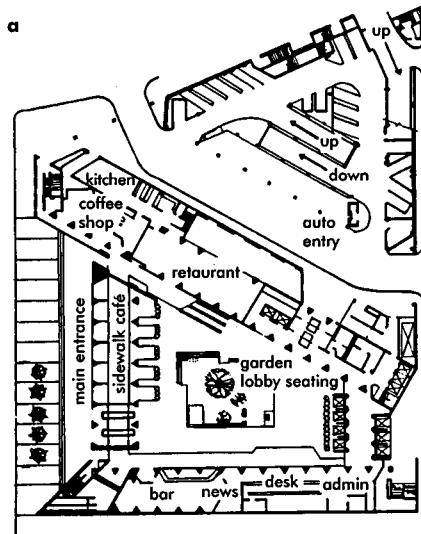 a
up
up
down
auto
entry
kitchen
coffee
shop
retaurant
main entrance
sidewalk café
garden
lobby seating
bar
news
desk
admin